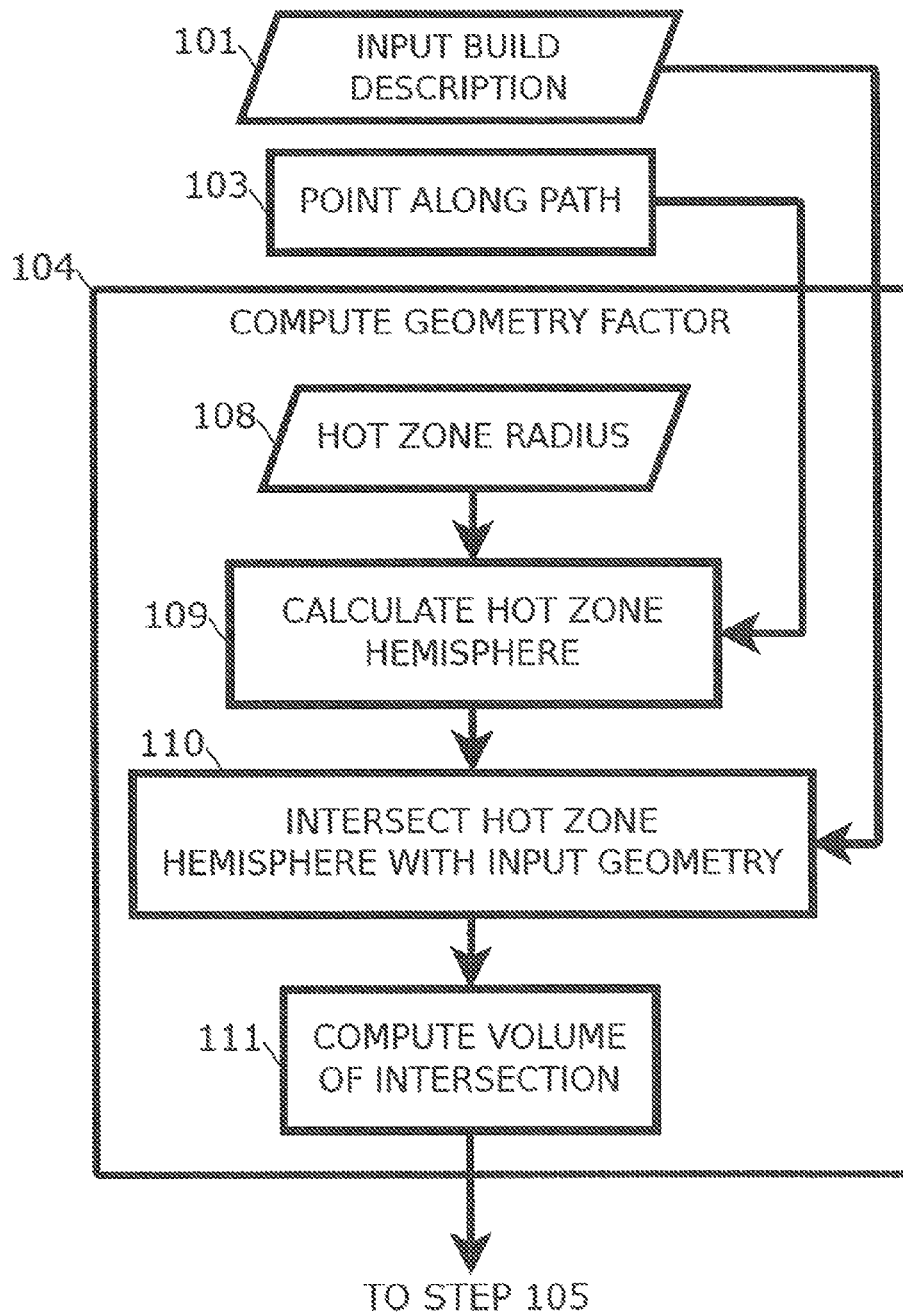 101
INPUT BUILD
DESCRIPTION
103
POINT ALONG PATH
104
COMPUTE GEOMETRY FACTOR
108
HOT ZONE RADIUS
109
CALCULATE HOT ZONE
HEMISPHERE
110
INTERSECT HOT ZONE
HEMISPHERE WITH INPUT GEOMETRY
111
COMPUTE VOLUME
OF INTERSECTION
TO STEP 105